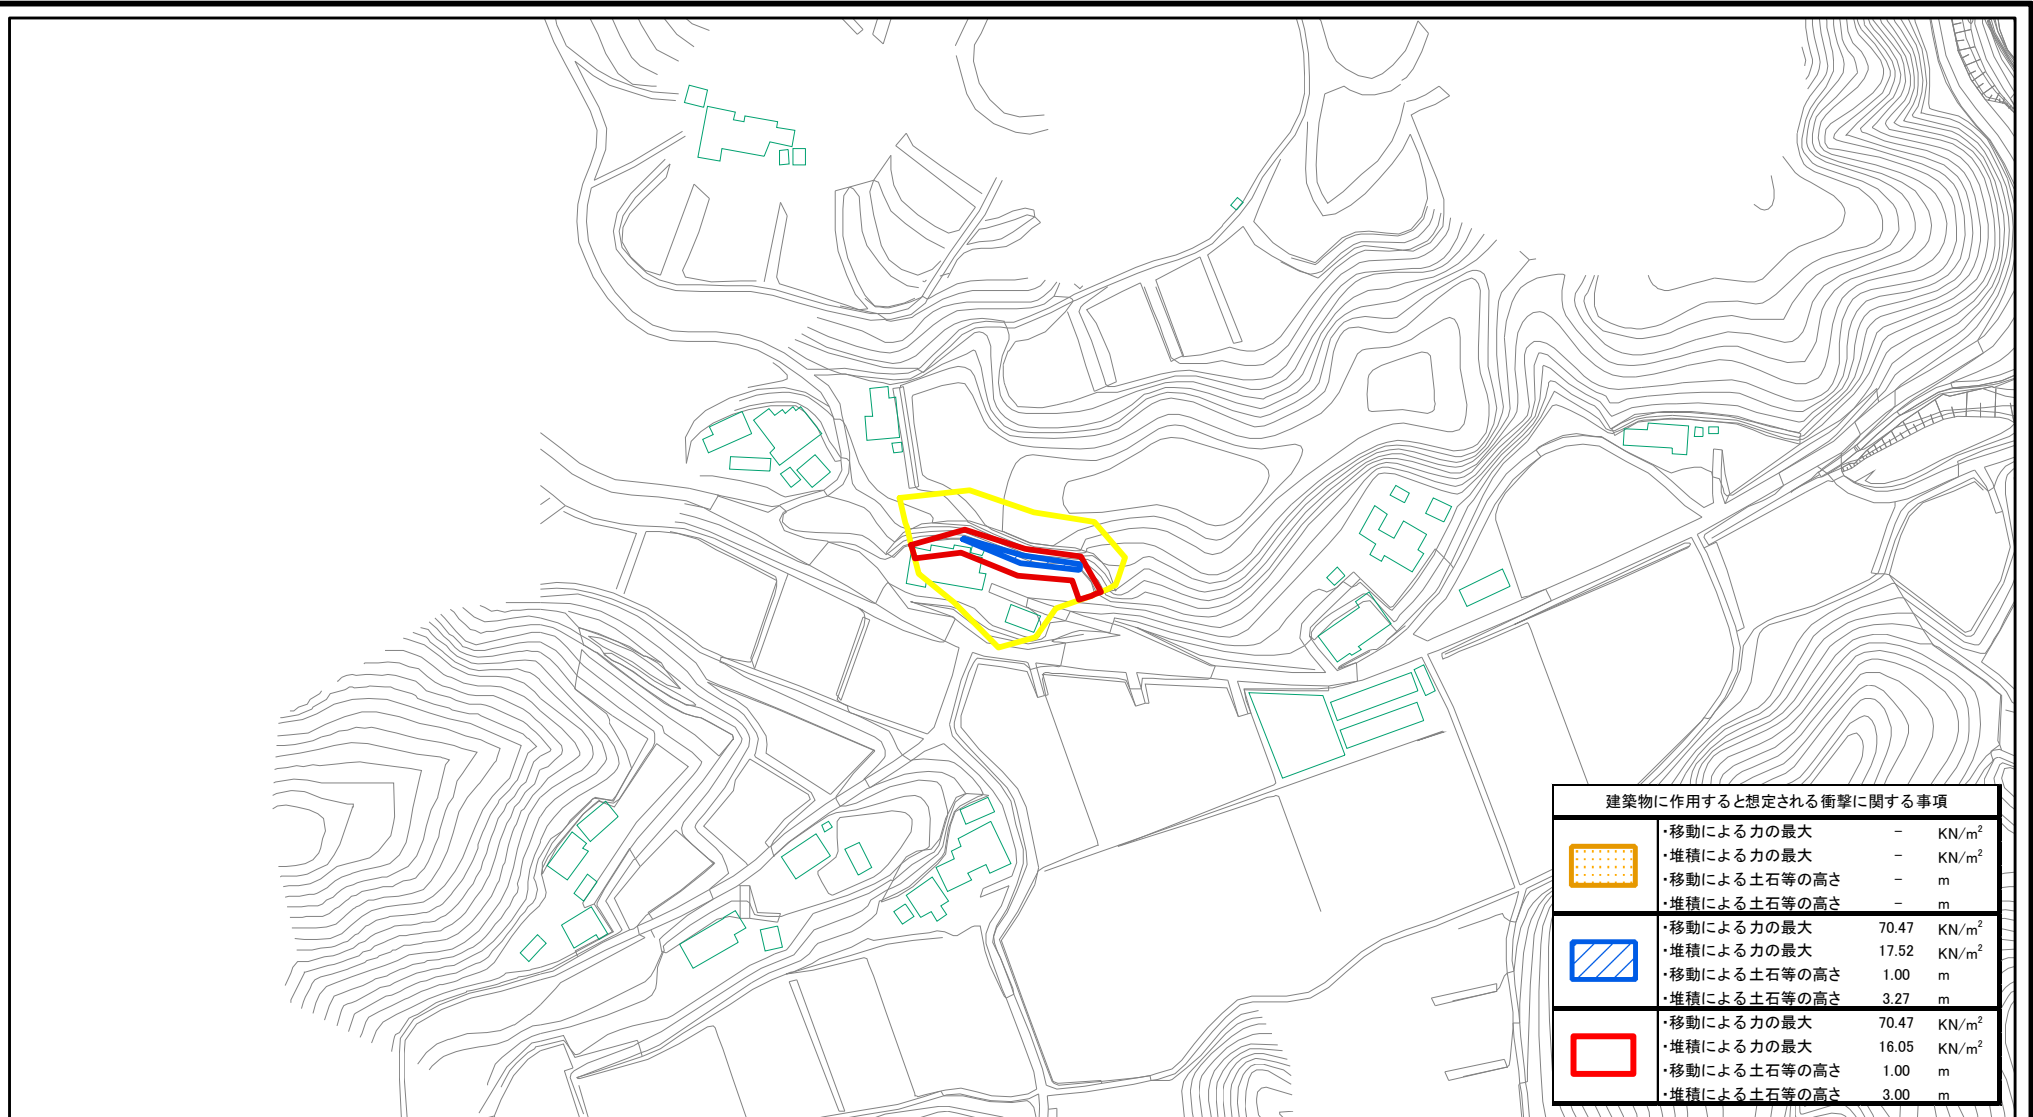 建築物に作用すると想定される衝撃に関する事項
・移動による力の最大 － KN/m²
・堆積による力の最大 － KN/m²
・移動による土石等の高さ － m
・堆積による土石等の高さ － m
・移動による力の最大 70.47 KN/m²
・堆積による力の最大 17.52 KN/m²
・移動による土石等の高さ 1.00 m
・堆積による土石等の高さ 3.27 m
・移動による力の最大 70.47 KN/m²
・堆積による力の最大 16.05 KN/m²
・移動による土石等の高さ 1.00 m
・堆積による土石等の高さ 3.00 m